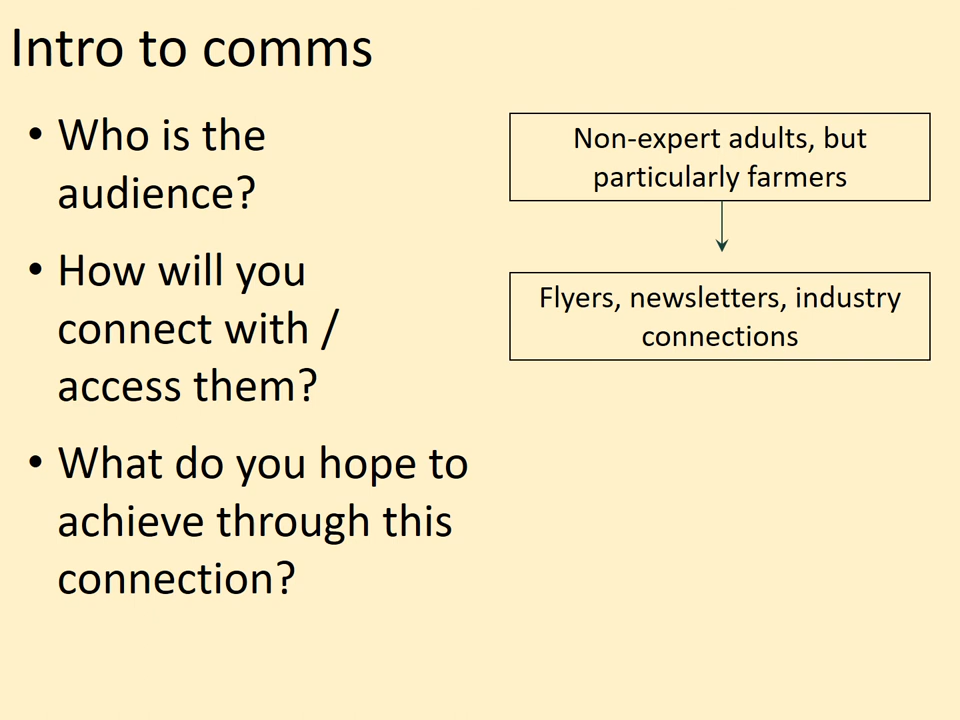 Intro to comms
• Who is the
audience?
• How will you
connect with /
access them?
• What do you hope to
achieve through this
connection?
Non-expert adults, but
particularly farmers
Flyers, newsletters, industry
connections